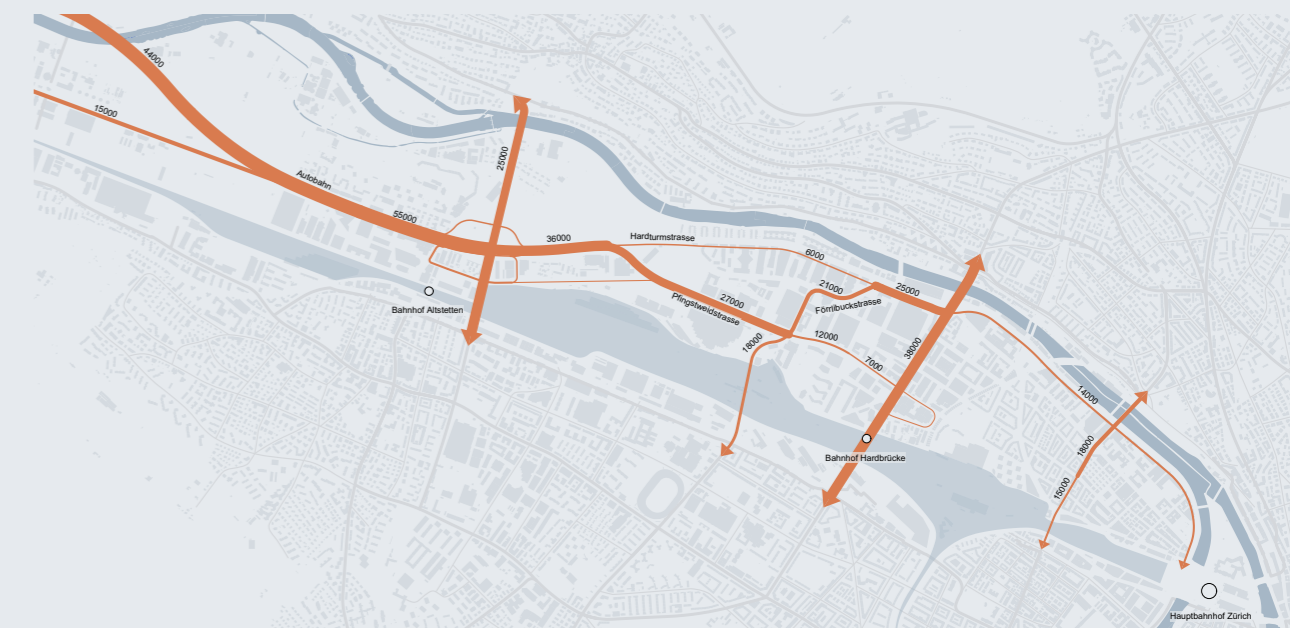 44000
15000
25000
Autobahn
55000
36000
Hardturmstrasse
6000
Bahnhof Altstetten
27000
Pfingstweidstrasse
21000
Förrlibuckstrasse
25000
18000
12000
7000
38000
14000
Bahnhof Hardbrücke
18000
15000
Hauptbahnhof Zürich